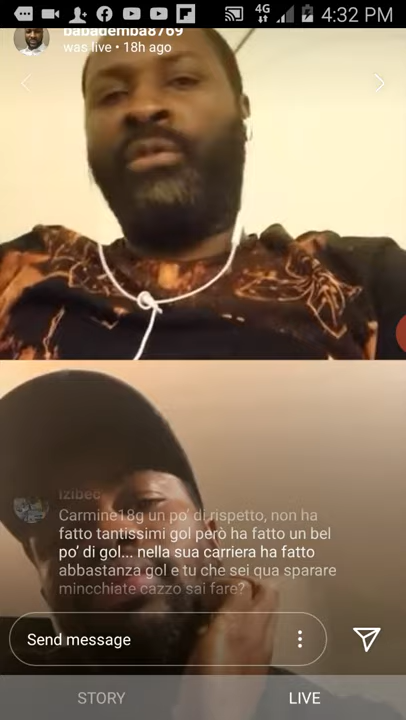 4G
4:32 PM
babademba8769
was live • 18h ago
izibec
Carmine18g un po' di rispetto, non ha
fatto tantissimi gol però ha fatto un bel
po' di gol... nella sua carriera ha fatto
abbastanza gol e tu che sei qua sparare
mincchiate cazzo sai fare?
Send message
STORY
LIVE